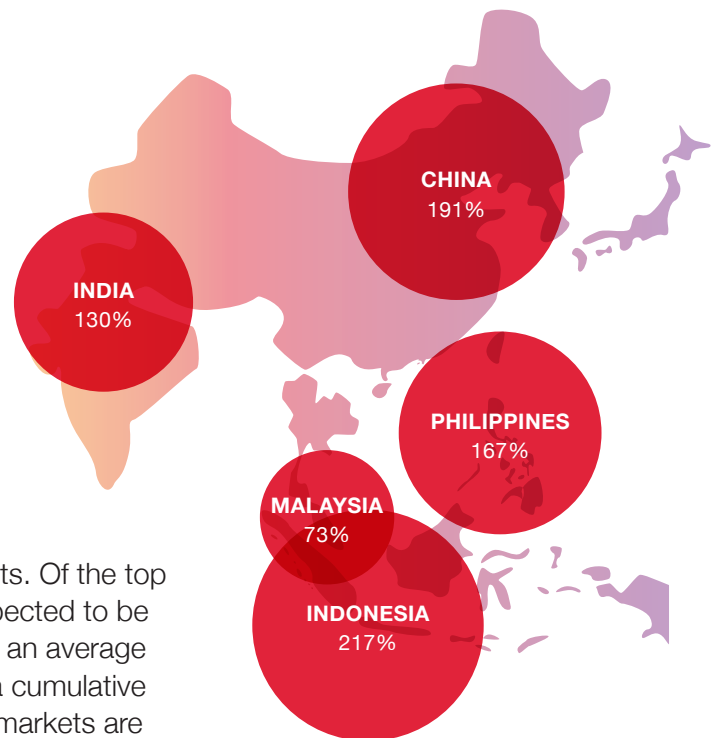 CHINA
191%
INDIA
130%
PHILIPPINES
167%
MALAYSIA
73%
INDONESIA
217%
ts. Of the top
pected to be
an average
a cumulative
markets are